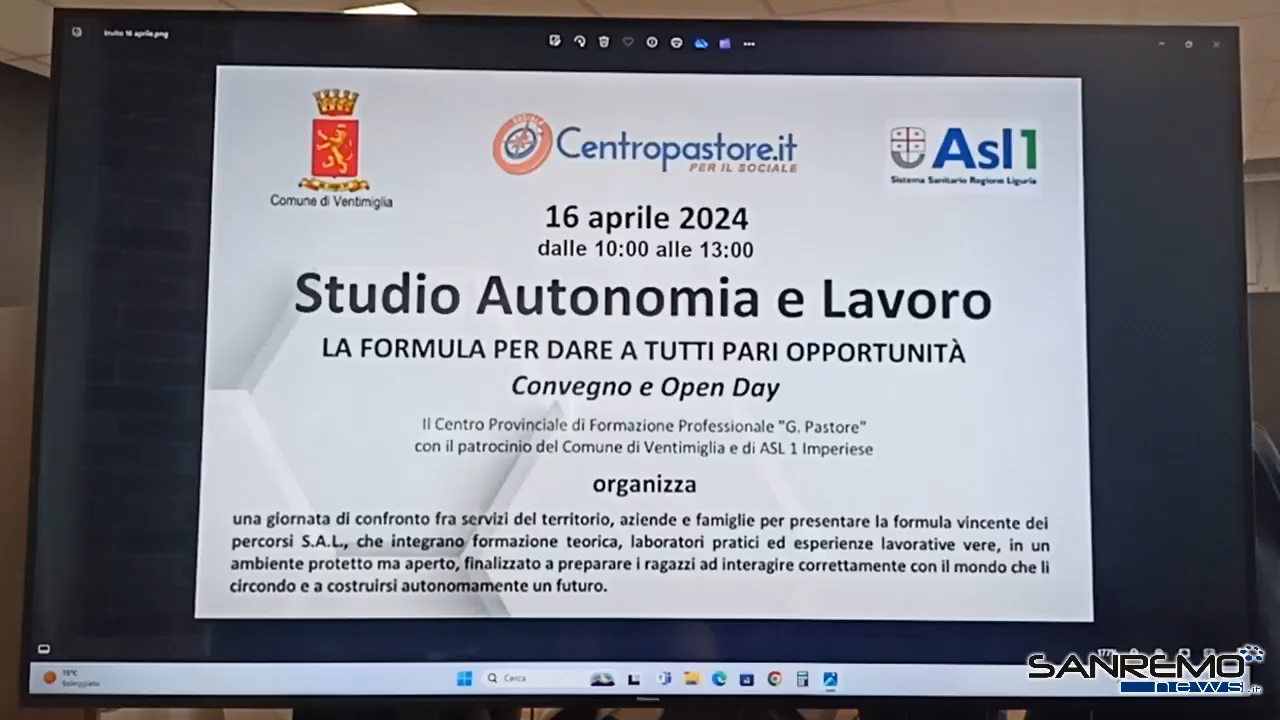 Invito 16 aprile.png
Comune di Ventimiglia
SOCIALE
Centropastore.it
PER IL SOCIALE
Asl1
Sistema Sanitario Regione Liguria
16 aprile 2024
dalle 10:00 alle 13:00
Studio Autonomia e Lavoro
LA FORMULA PER DARE A TUTTI PARI OPPORTUNITÀ
Convegno e Open Day
Il Centro Provinciale di Formazione Professionale "G. Pastore"
con il patrocinio del Comune di Ventimiglia e di ASL 1 Imperiese
organizza
una giornata di confronto fra servizi del territorio, aziende e famiglie per presentare la formula vincente dei
percorsi S.A.L., che integrano formazione teorica, laboratori pratici ed esperienze lavorative vere, in un
ambiente protetto ma aperto, finalizzato a preparare i ragazzi ad interagire correttamente con il mondo che li
circondo e a costruirsi autonomamente un futuro.
15°C
Soleggiato
Cerca
SANREMO
news.it